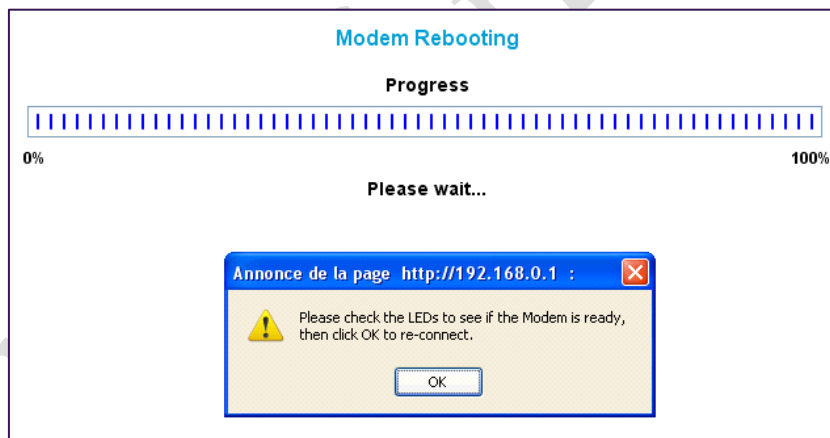 Modem Rebooting
Progress
0%
100%
Please wait...
Annonce de la page http://192.168.0.1 :
Please check the LEDs to see if the Modem is ready,
then click OK to re-connect.
OK